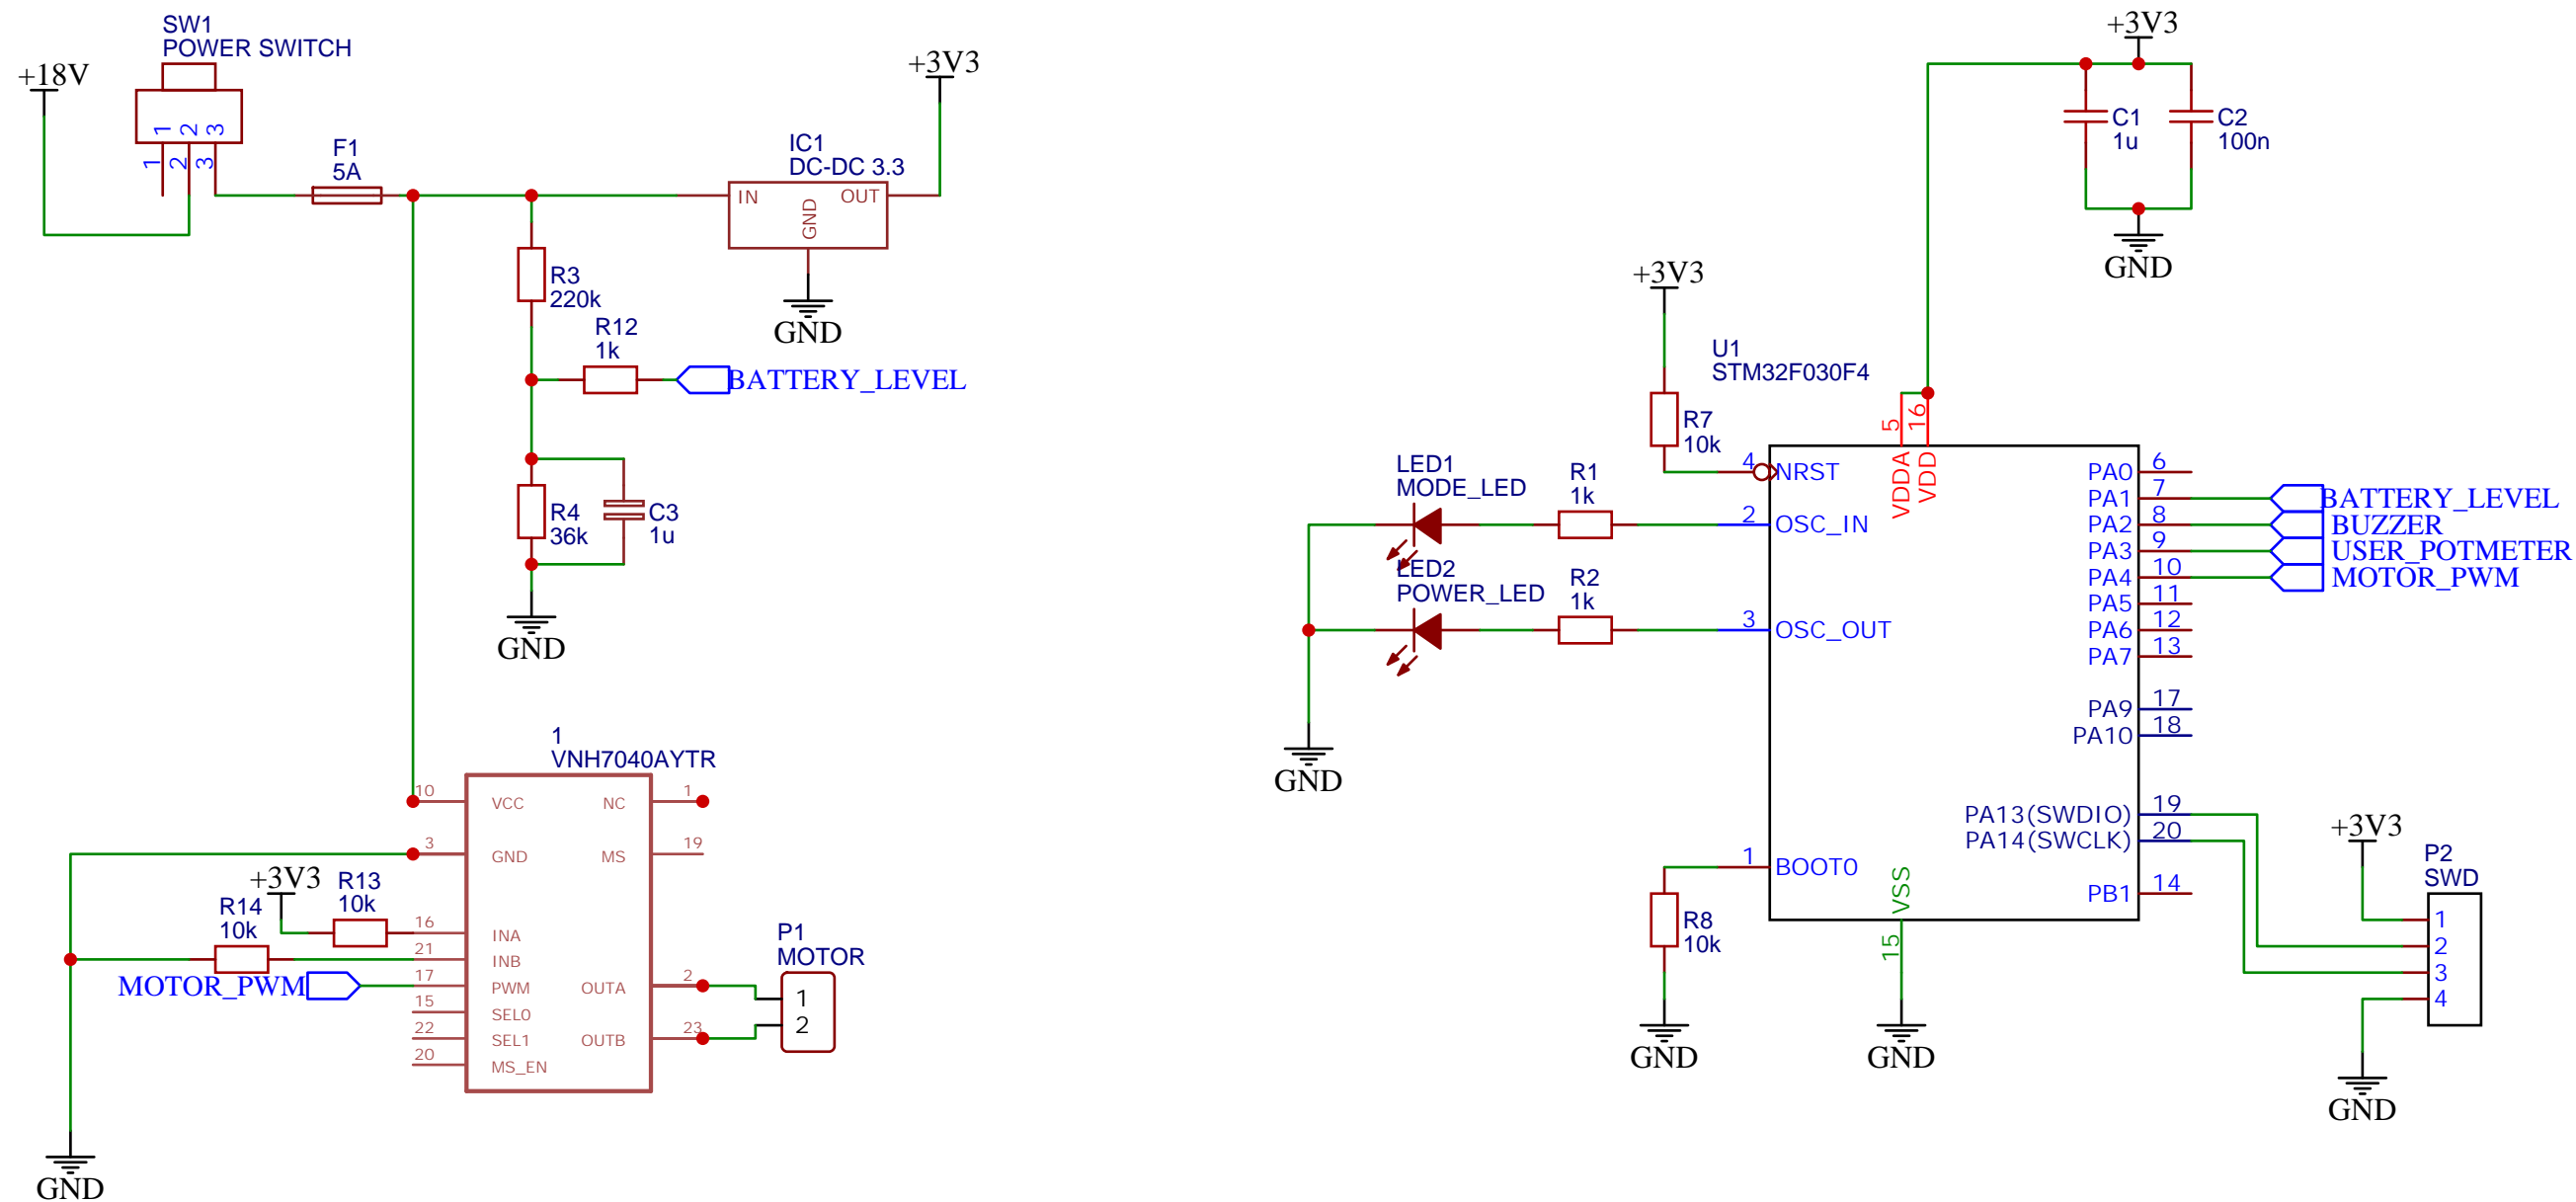 SW1
POWER SWITCH
+18V
1
2
3
1
2
3
F1
5A
IC1
DC-DC 3.3
IN
GND
OUT
+3V3
GND
R3
220k
R12
1k
BATTERY_LEVEL
R4
36k
C3
1u
GND
1
VNH7040AYTR
10
VCC
NC
1
3
GND
MS
19
+3V3
R13
10k
R14
10k
16
INA
21
INB
MOTOR_PWM
17
PWM
OUTA
2
15
SEL0
22
SEL1
OUTB
23
20
MS_EN
P1
MOTOR
1
2
GND
+3V3
C1
1u
C2
100n
GND
+3V3
R7
10k
U1
STM32F030F4
5
16
VDDA
VDD
4
NRST
LED1
MODE_LED
R1
1k
2
OSC_IN
LED2
POWER_LED
R2
1k
3
OSC_OUT
GND
PA0
6
PA1
7
BATTERY_LEVEL
PA2
8
BUZZER
PA3
9
USER_POTMETER
PA4
10
MOTOR_PWM
PA5
11
PA6
12
PA7
13
PA9
17
PA10
18
PA13(SWDIO)
19
PA14(SWCLK)
20
PB1
14
1
BOOT0
R8
10k
GND
VSS
15
GND
+3V3
P2
SWD
1
2
3
4
GND